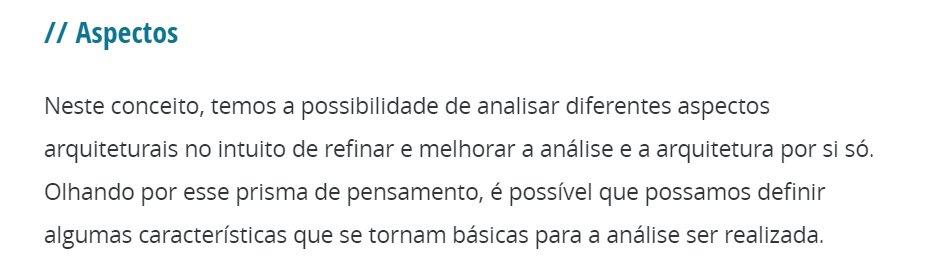 // Aspectos
Neste conceito, temos a possibilidade de analisar diferentes aspectos
arquiteturais no intuito de refinar e melhorar a análise e a arquitetura por si só.
Olhando por esse prisma de pensamento, é possível que possamos definir
algumas características que se tornam básicas para a análise ser realizada.